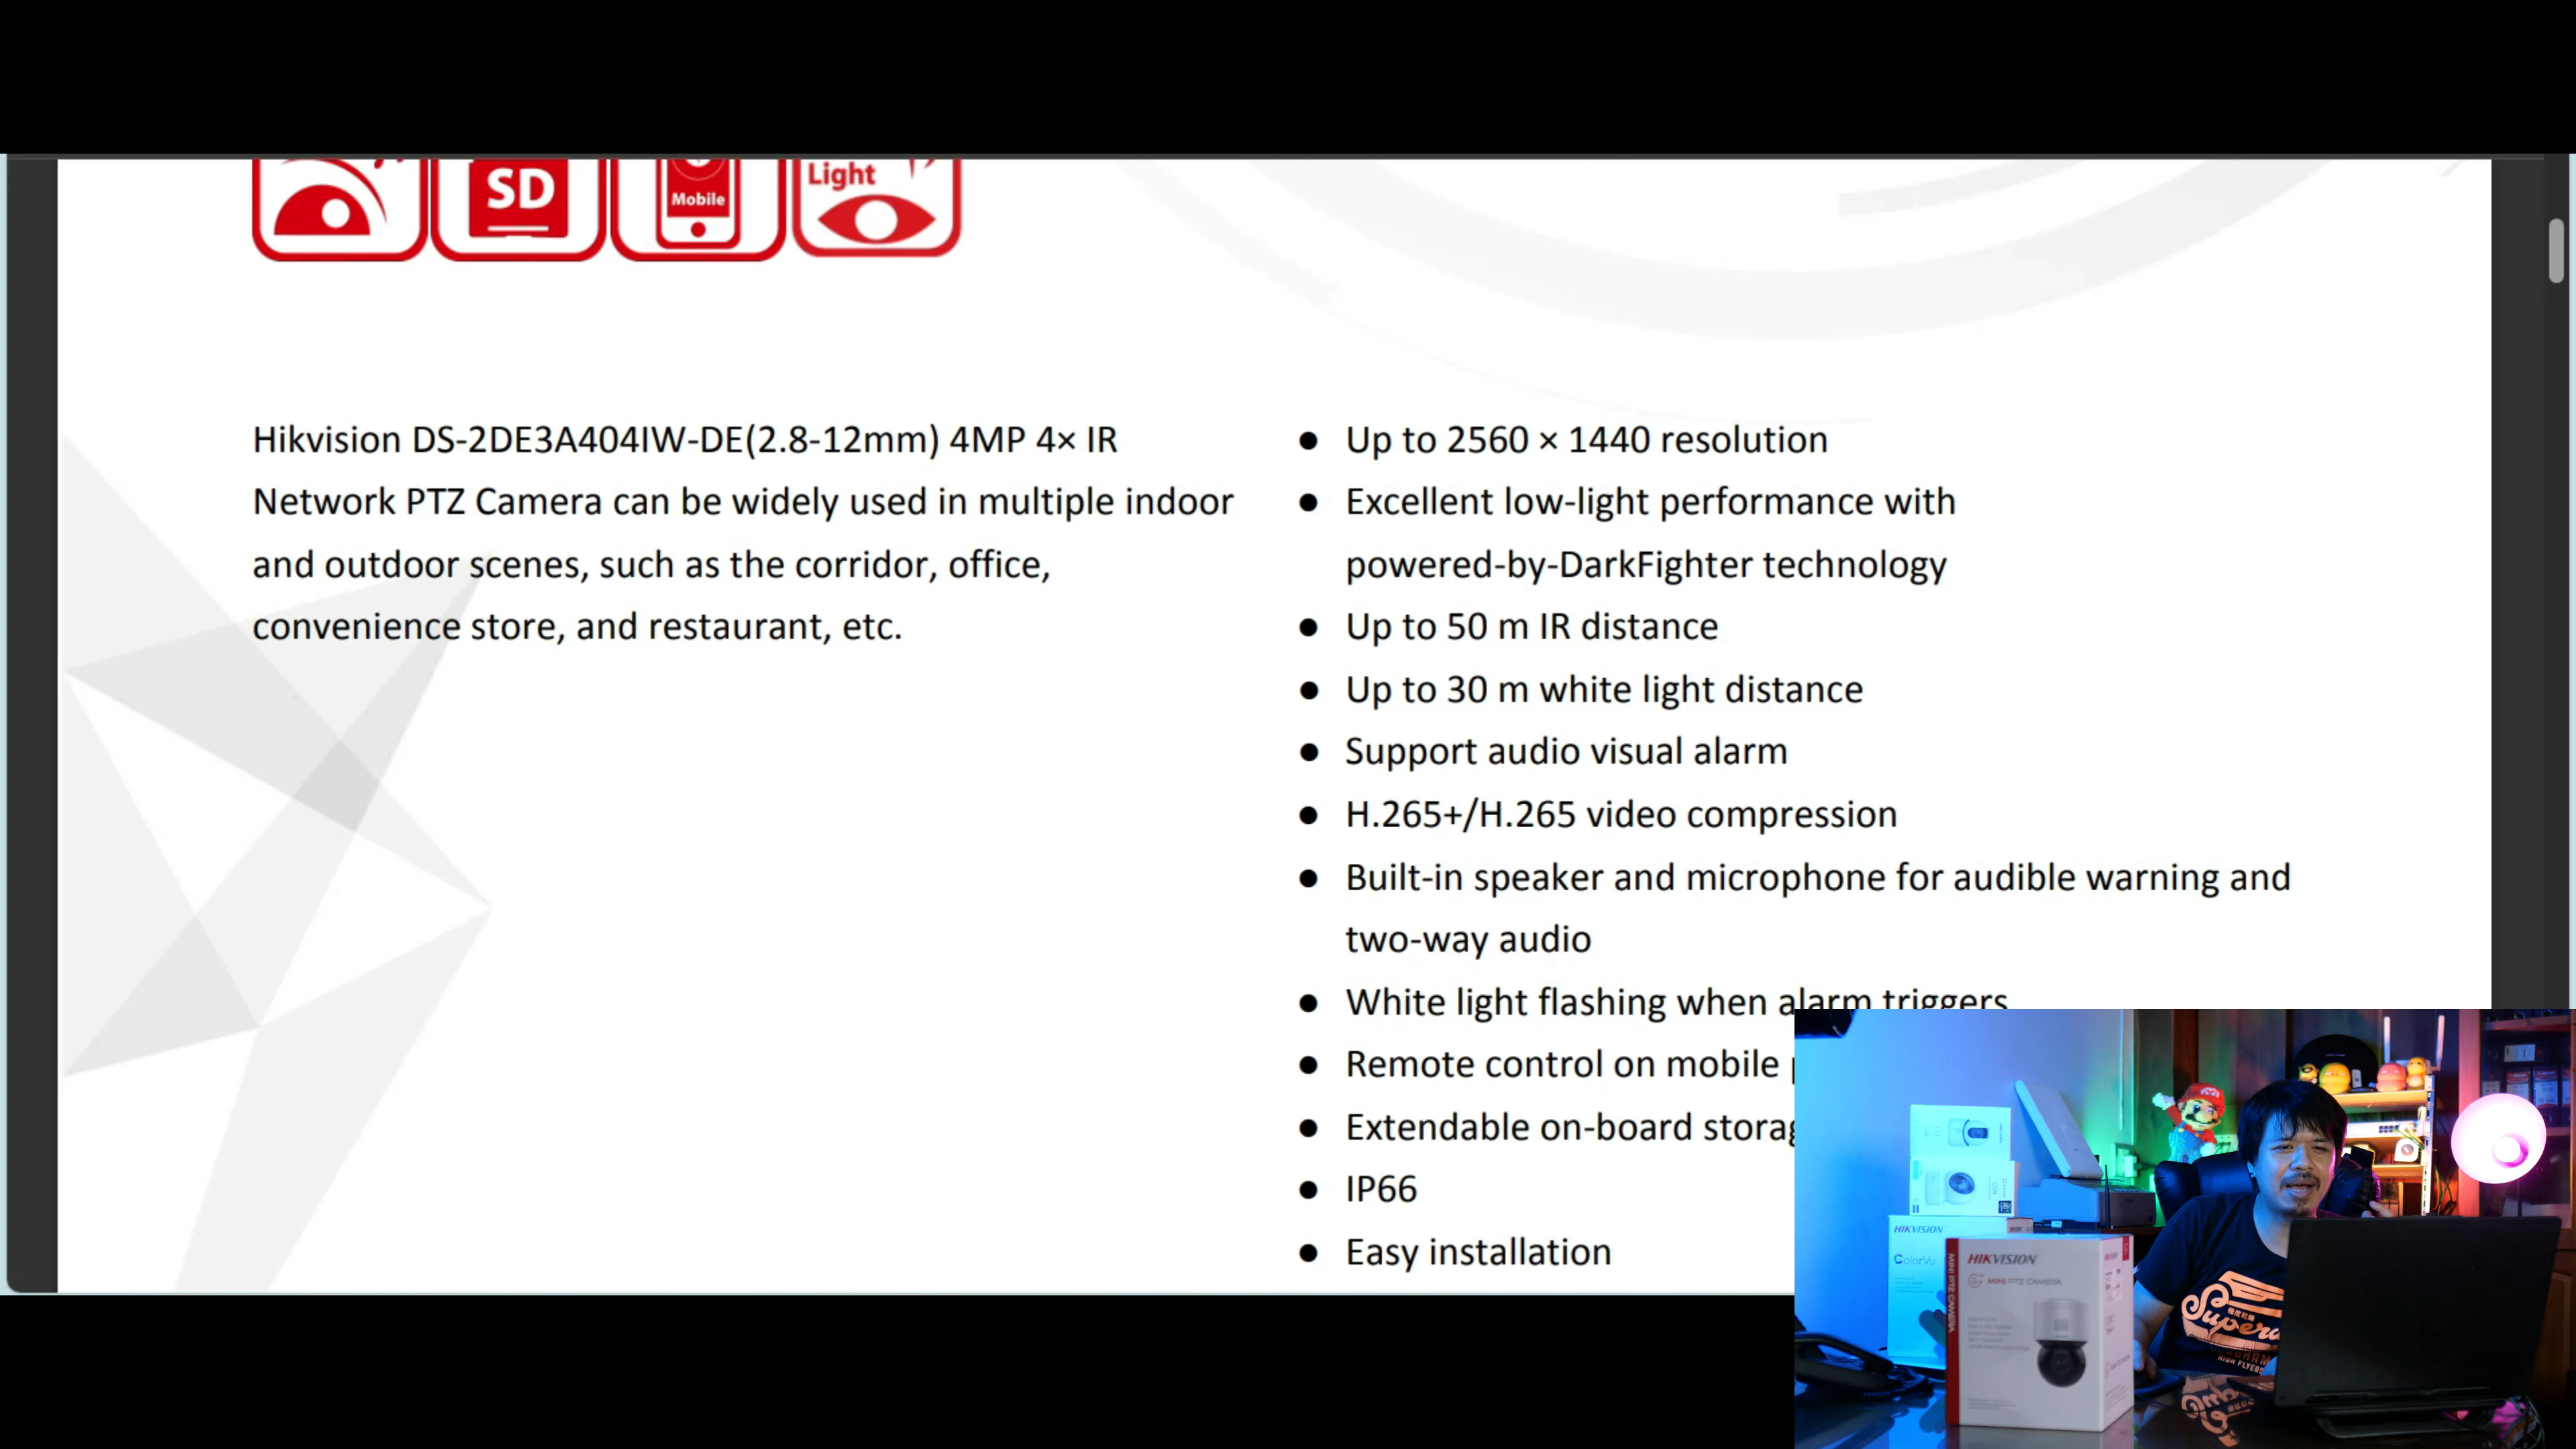 SD
Mobile
Light
Hikvision DS-2DE3A404IW-DE(2.8-12mm) 4MP 4× IR
Network PTZ Camera can be widely used in multiple indoor
and outdoor scenes, such as the corridor, office,
convenience store, and restaurant, etc.
● Up to 2560 × 1440 resolution
● Excellent low-light performance with
powered-by-DarkFighter technology
● Up to 50 m IR distance
● Up to 30 m white light distance
● Support audio visual alarm
● H.265+/H.265 video compression
● Built-in speaker and microphone for audible warning and
two-way audio
● White light flashing when alarm triggers
● Remote control on mobile
● Extendable on-board
● IP66
● Easy installation
HIKVISION
ColorVu
HIKVISION
MINI PTZ CAMERA
MINI PTZ CAMERA